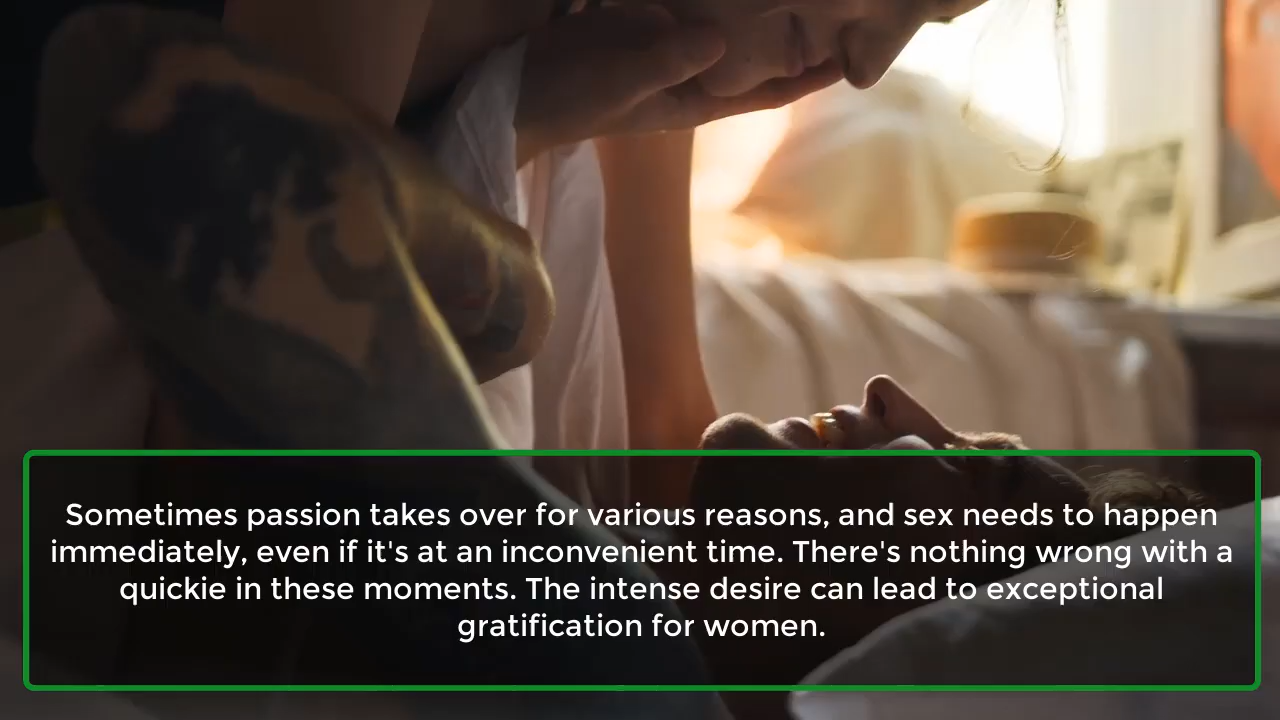 Sometimes passion takes over for various reasons, and sex needs to happen
immediately, even if it's at an inconvenient time. There's nothing wrong with a
quickie in these moments. The intense desire can lead to exceptional
gratification for women.